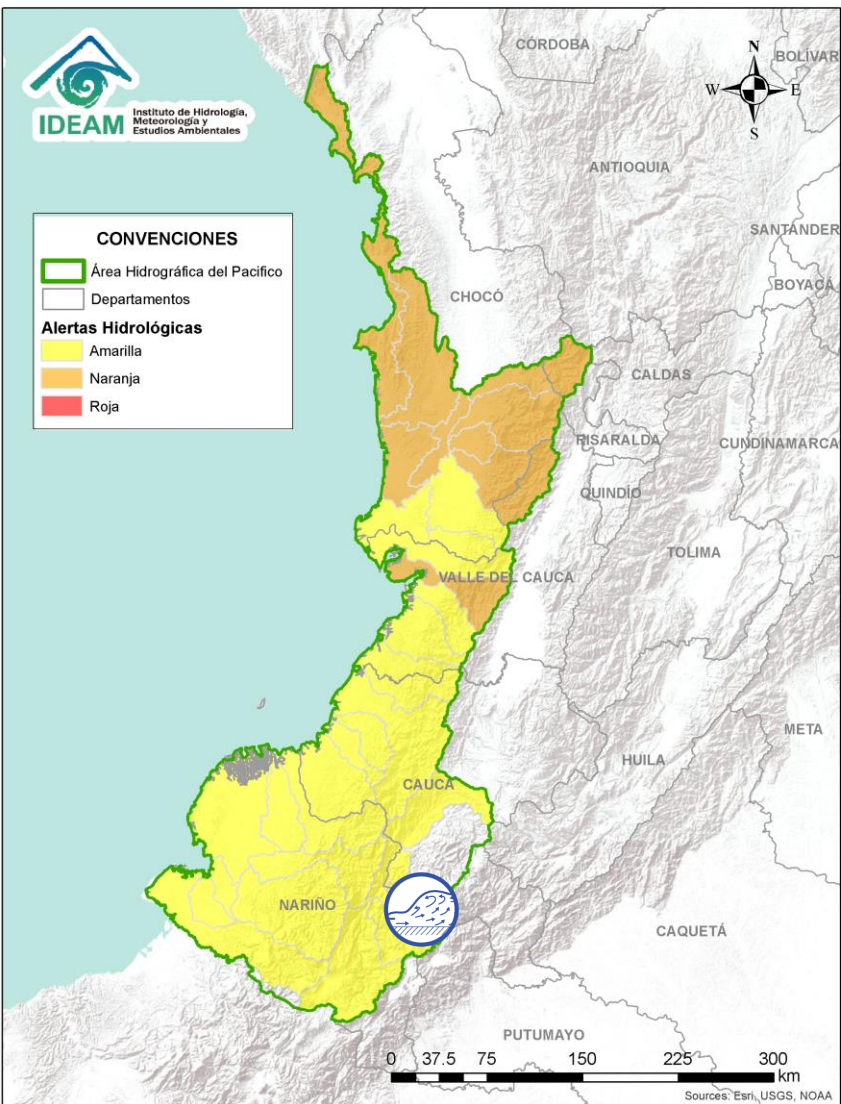 IDEAM
Instituto de Hidrología,
Meteorología y
Estudios Ambientales
CÓRDOBA
BOLÍVAR
N
W
E
S
ANTIOQUIA
SANTANDER
BOYACÁ
CONVENCIONES
Área Hidrográfica del Pacifico
Departamentos
Alertas Hidrológicas
Amarilla
Naranja
Roja
CHOCÓ
CALDAS
RISARALDA
CUNDINAMARCA
QUINDÍO
TOLIMA
VALLE DEL CAUCA
META
HUILA
CAUCA
NARIÑO
CAQUETÁ
PUTUMAYO
0 37.5 75 150 225 300
km
Sources: Esri, USGS, NOAA